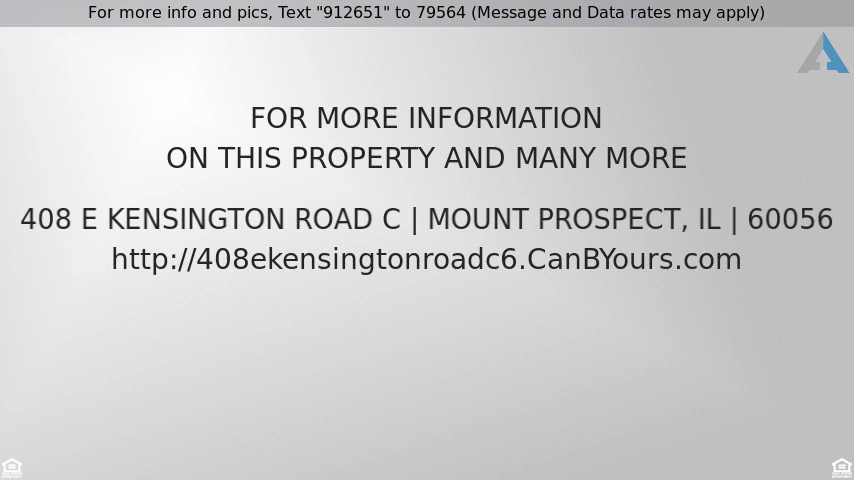 For more info and pics, Text "912651" to 79564 (Message and Data rates may apply)
FOR MORE INFORMATION
ON THIS PROPERTY AND MANY MORE
408 E KENSINGTON ROAD C | MOUNT PROSPECT, IL | 60056
http://408ekensingtonroadc6.CanBYours.com